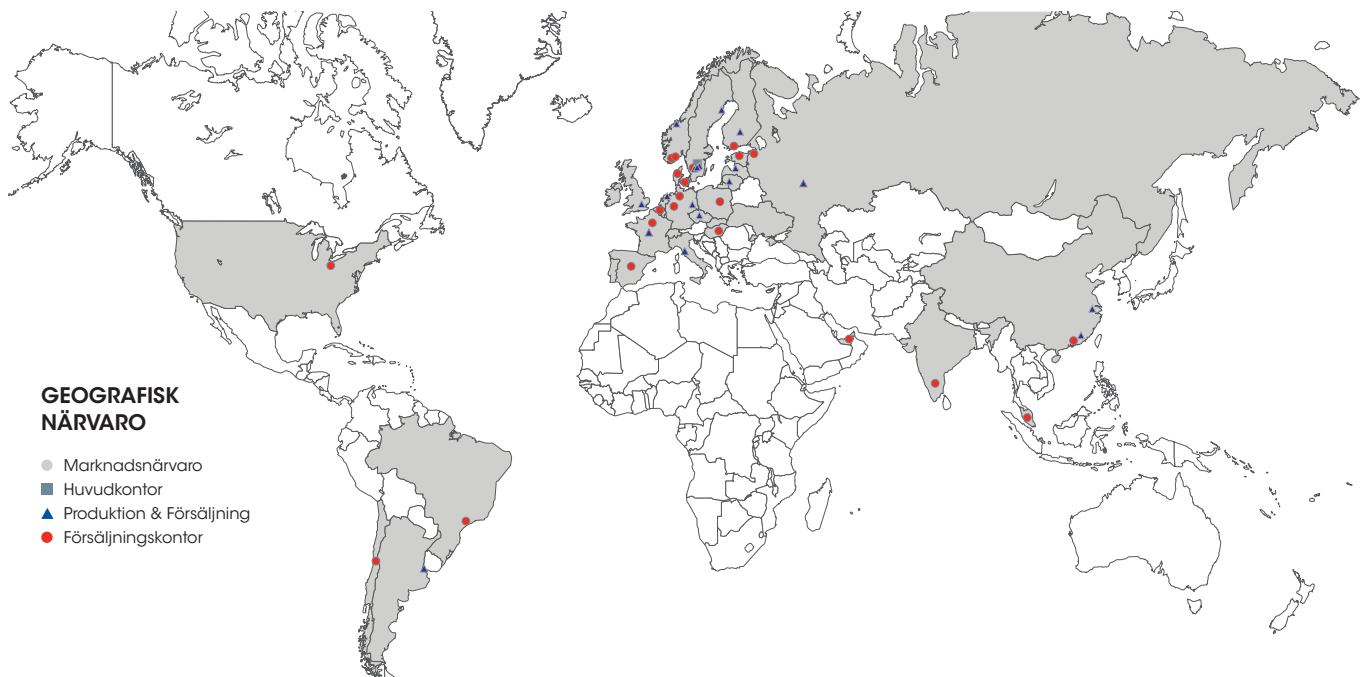 GEOGRAFISK
NÄRVARO
Marknadsnärvaro
Huvudkontor
Produktion & Försäljning
Försäljningskontor